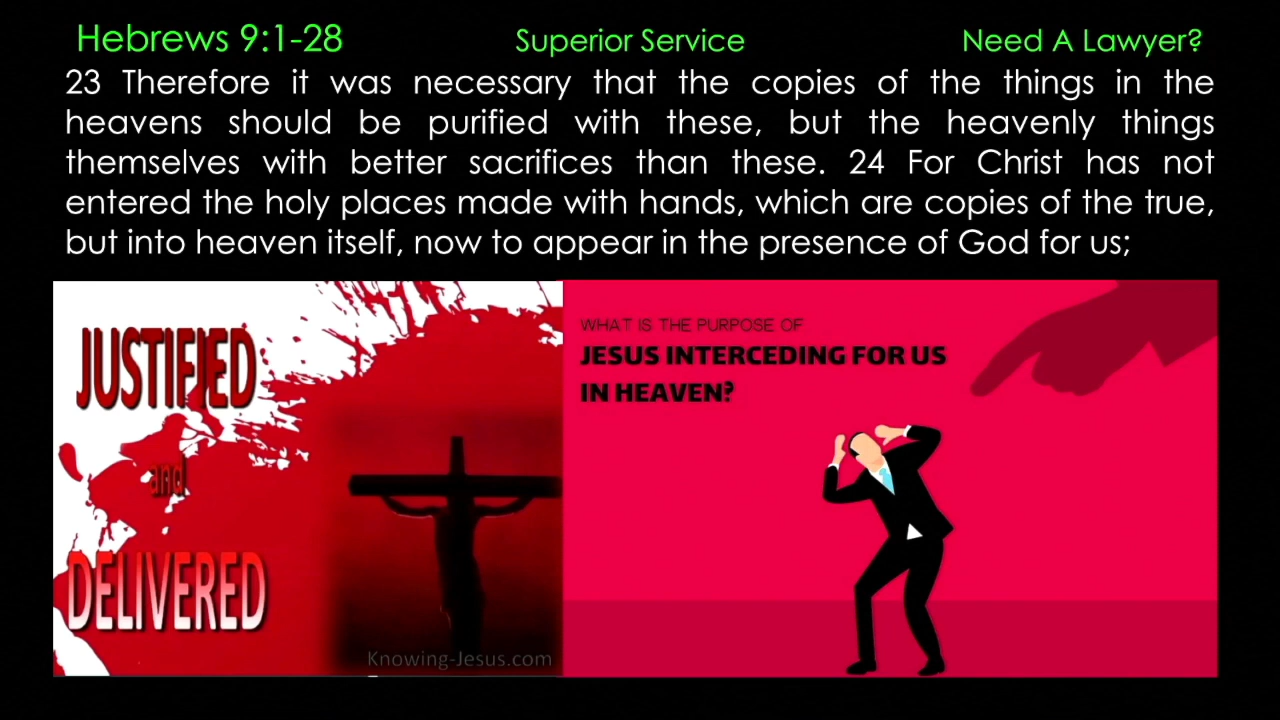 Hebrews 9:1-28 Superior Service Need A Lawyer?
23 Therefore it was necessary that the copies of the things in the
heavens should be purified with these, but the heavenly things
themselves with better sacrifices than these. 24 For Christ has not
entered the holy places made with hands, which are copies of the true,
but into heaven itself, now to appear in the presence of God for us;
JUSTIFIED
and
DELIVERED
Knowing-Jesus.com
WHAT IS THE PURPOSE OF
JESUS INTERCEDING FOR US
IN HEAVEN?